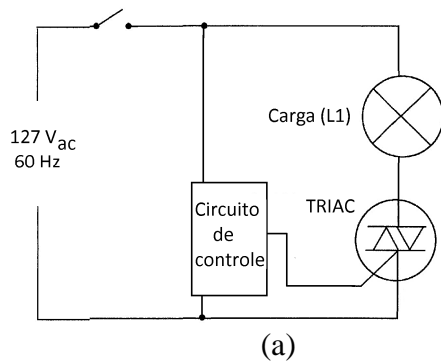 127 Vac
60 Hz
Carga (L1)
TRIAC
Circuito
de
controle
(a)